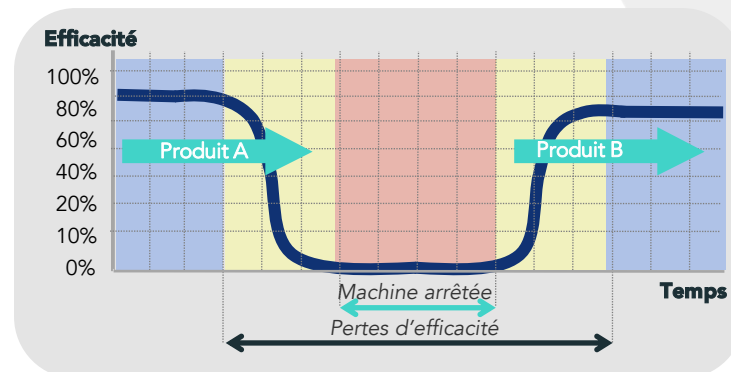 Efficacité
100%
80%
60%
40%
20%
10%
0%
Produit A
Produit B
Machine arrêtée
Temps
Pertes d'efficacité